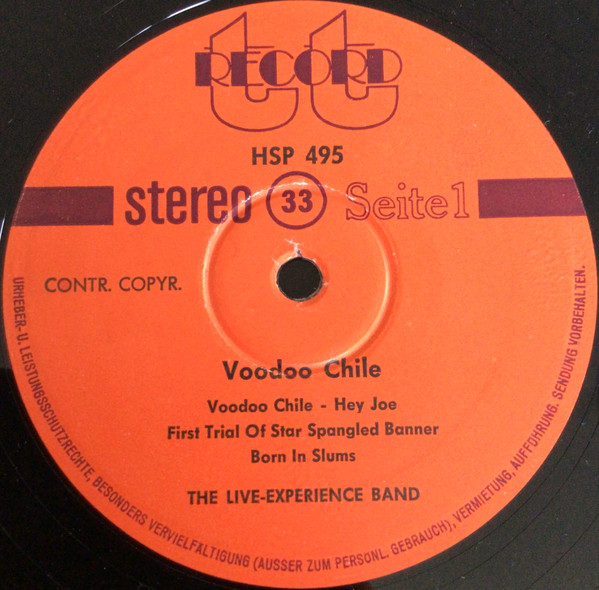 RECORD
tt
HSP 495
stereo 33 Seite 1
CONTR. COPYR.
Voodoo Chile
Voodoo Chile - Hey Joe
First Trial Of Star Spangled Banner
Born In Slums
THE LIVE-EXPERIENCE BAND
URHEBER- U. LEISTUNGSSCHUTZRECHTE, BESONDERS VERVIELFÄLTIGUNG (AUSSER ZUM PERSONL. GEBRAUCH), VERMIETUNG, AUFFÜHRUNG. SENDUNG VORBEHALTEN.